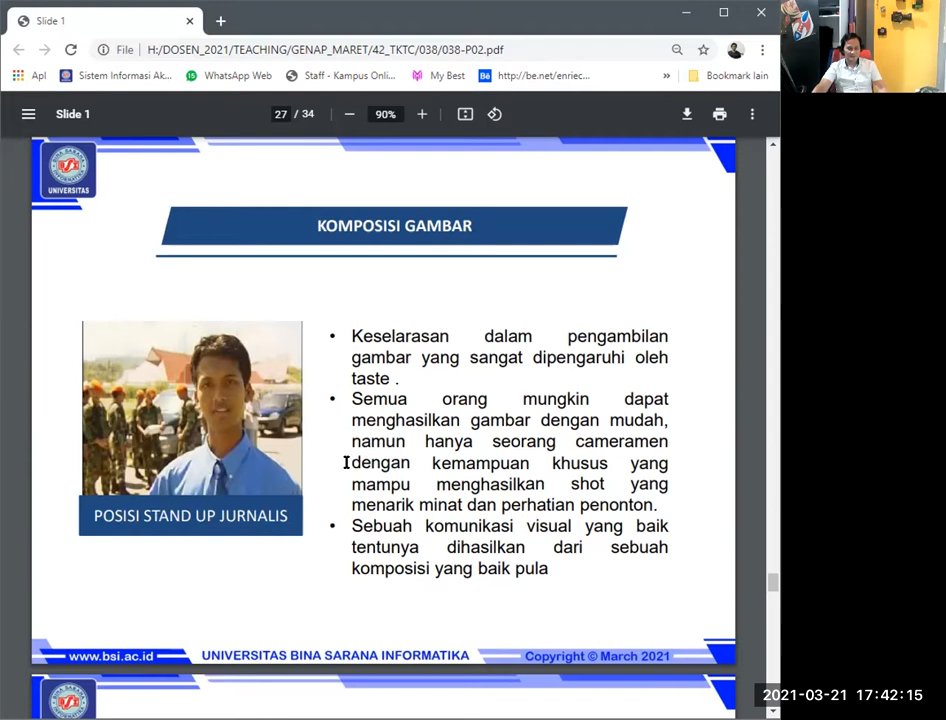 Slide 1
File H:/DOSEN_2021/TEACHING/GENAP_MARET/42_TKTC/038/038-P02.pdf
Apl Sistem Informasi Ak... WhatsApp Web Staff - Kampus Onli... My Best http://be.net/enriec... » Bookmark lain
Slide 1 27 / 34 90%
UNIVERSITAS
KOMPOSISI GAMBAR
POSISI STAND UP JURNALIS
• Keselarasan dalam pengambilan
gambar yang sangat dipengaruhi oleh
taste .
• Semua orang mungkin dapat
menghasilkan gambar dengan mudah,
namun hanya seorang cameramen
dengan kemampuan khusus yang
mampu menghasilkan shot yang
menarik minat dan perhatian penonton.
• Sebuah komunikasi visual yang baik
tentunya dihasilkan dari sebuah
komposisi yang baik pula
www.bsi.ac.id UNIVERSITAS BINA SARANA INFORMATIKA Copyright © March 2021
2021-03-21 17:42:15